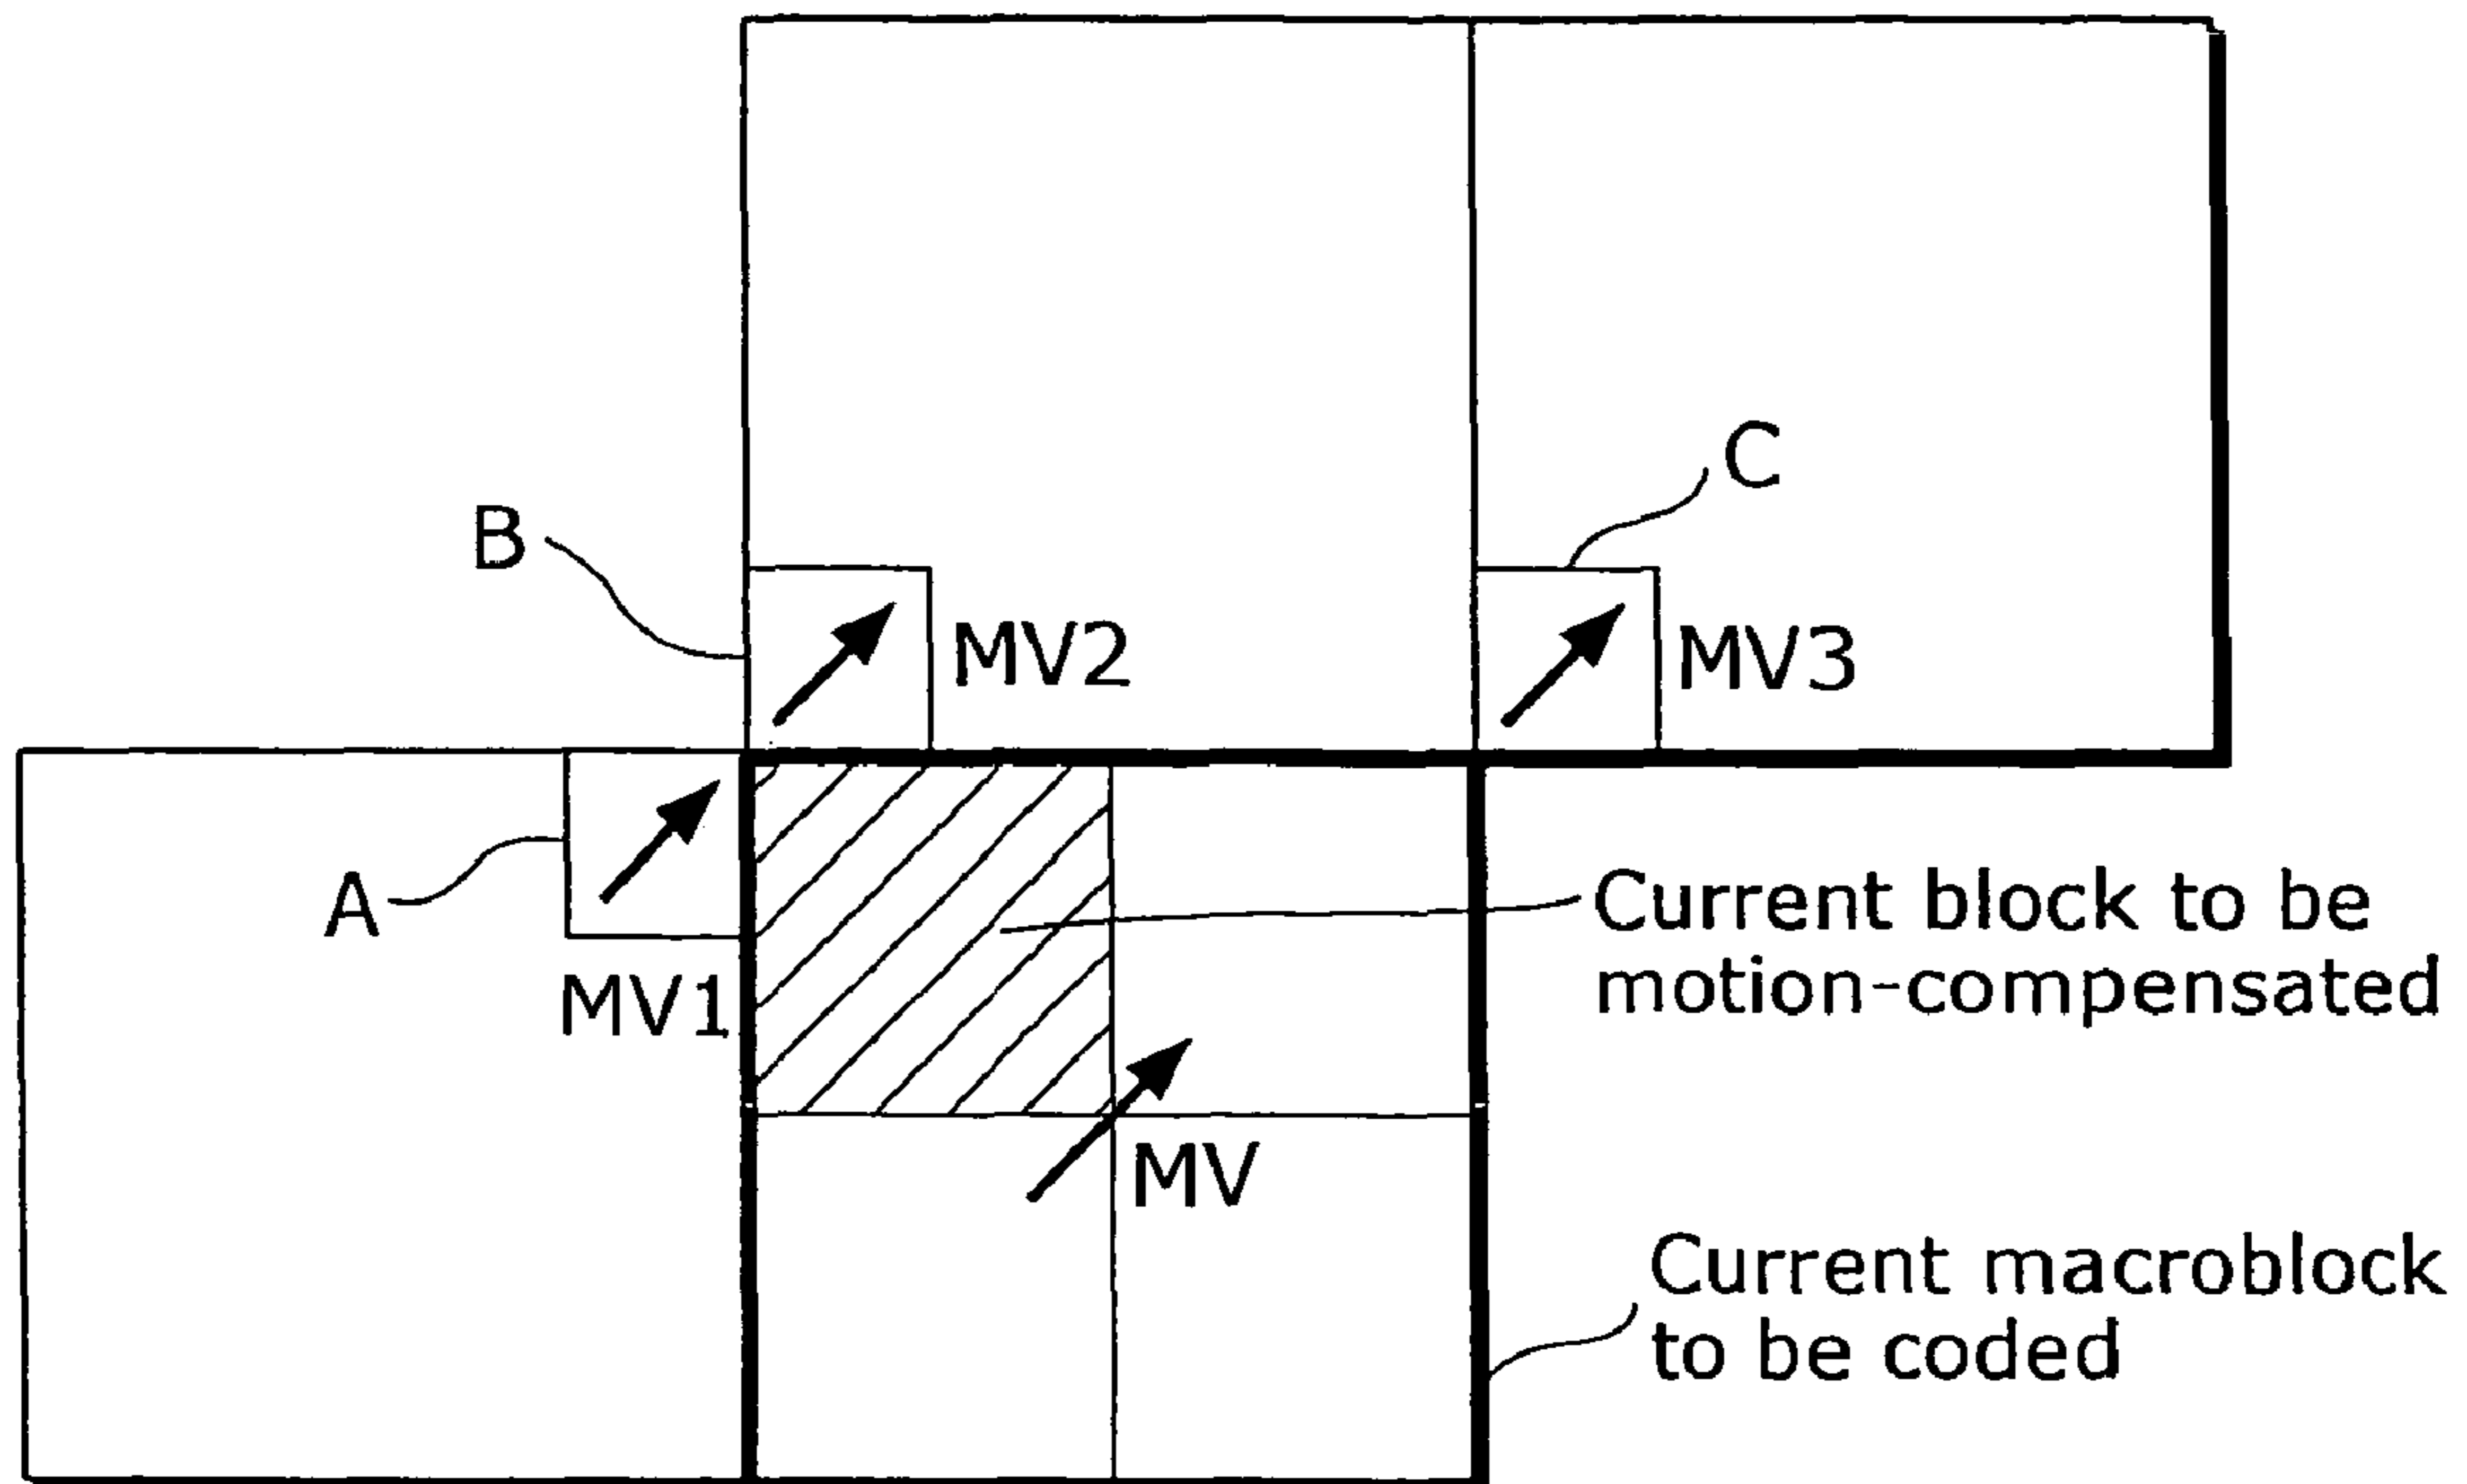 C
B
MV2
MV3
A
Current block to be
motion-compensated
MV1
MV
Current macroblock
to be coded